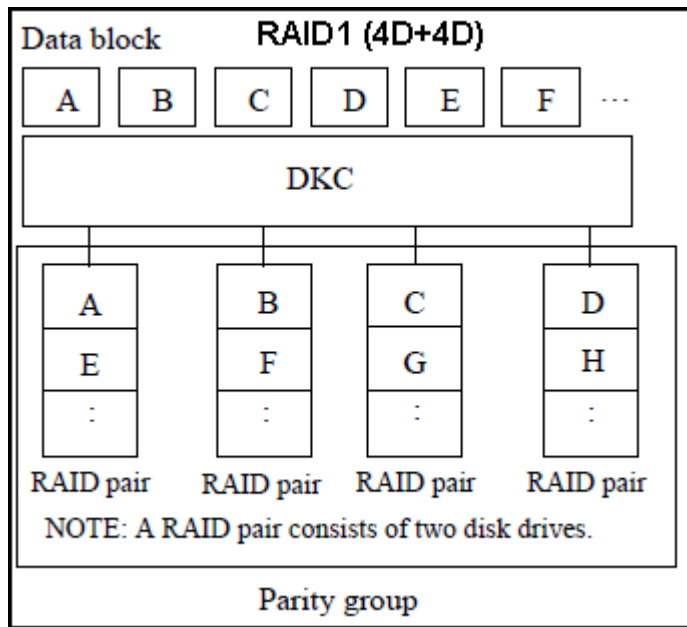 Data block RAID1 (4D+4D)
A B C D E F ...
DKC
A B C D
E F G H
: : : :
RAID pair RAID pair RAID pair RAID pair
NOTE: A RAID pair consists of two disk drives.
Parity group